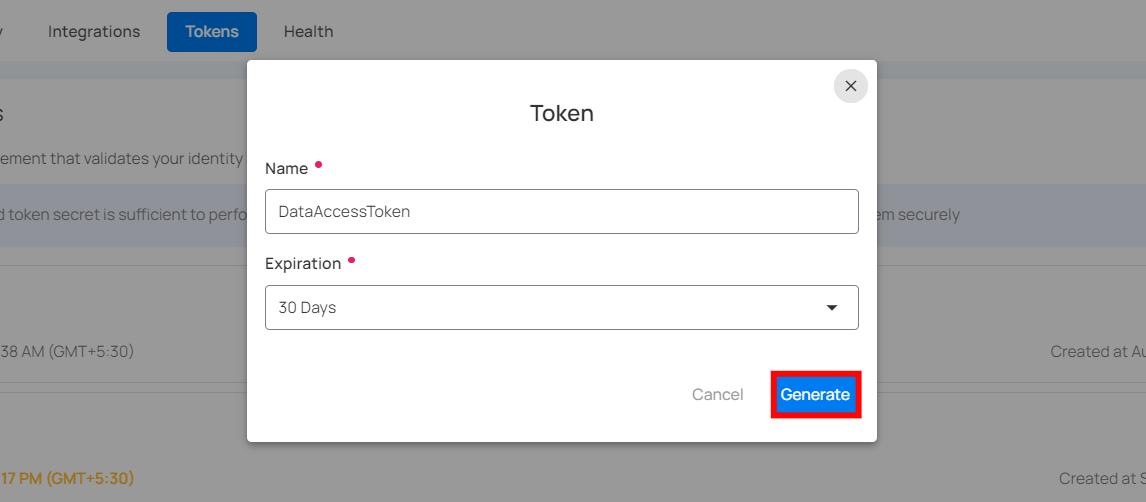 Integrations Tokens Health
Token
ement that validates your identity
Name
d token secret is sufficient to perfo
DataAccessToken
em securely
Expiration
30 Days
38 AM (GMT+5:30)
Created at Au
Cancel Generate
17 PM (GMT+5:30)
Created at S